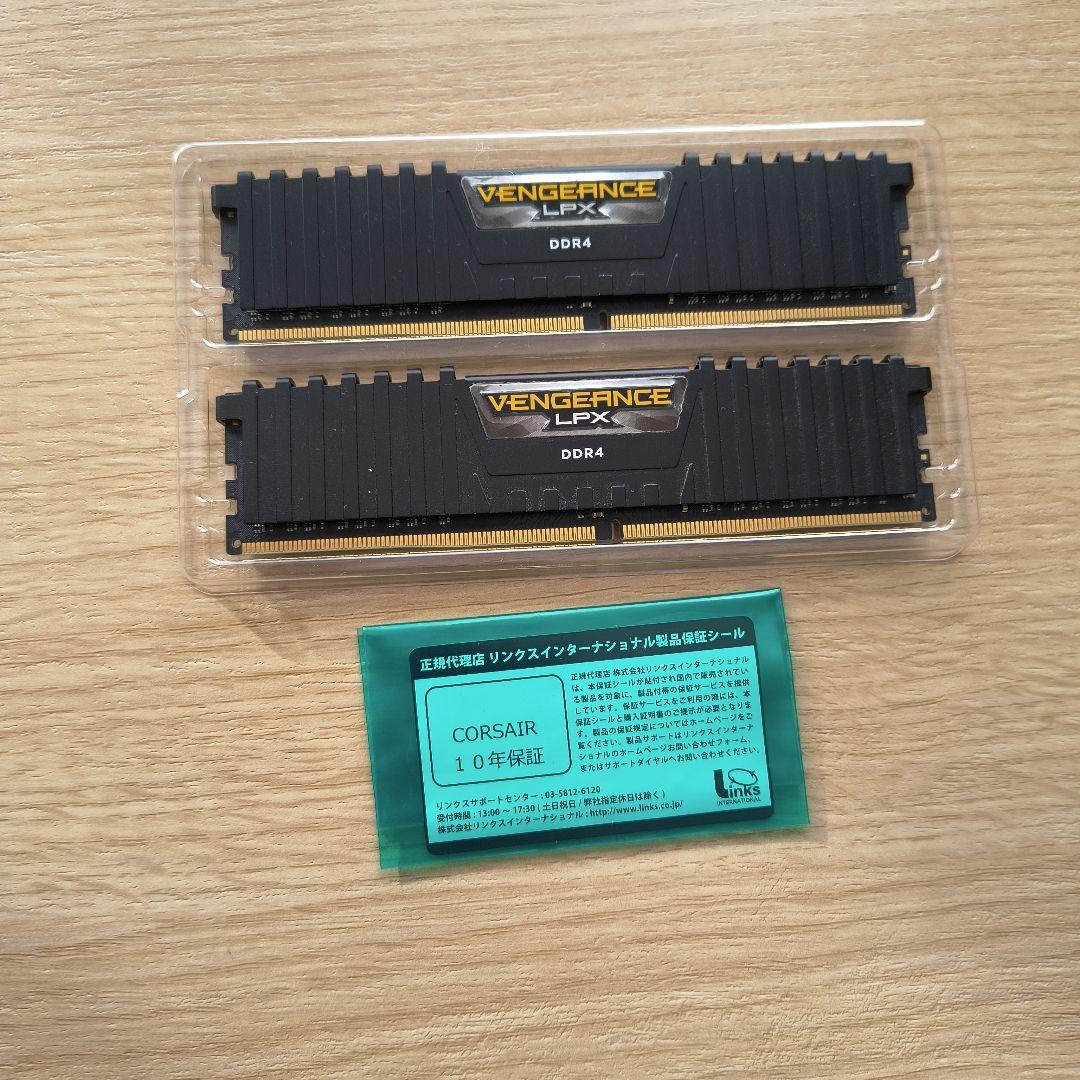 VENGEANCE
LPX
DDR4
VENGEANCE
LPX
DDR4
正規代理店 リンクスインターナショナル製品保証シール
CORSAIR
10年保証
正規代理店 株式会社リンクスインターナショナル
は、本保証シールが貼付され国内で販売されてい
る製品を対象に、製品付帯の保証サービスを提供
しています。保証サービスをご利用の際には、本
保証シールと購入証明書のご提示が必要となりま
す。製品の保証規定についてはホームページをご
覧ください。製品サポートはリンクスインターナ
ショナルのホームページお問い合わせフォーム、
またはサポートダイヤルへお問い合わせください。
リンクスサポートセンター : 03-5812-6120
受付時間 : 13:00 ~ 17:30 ( 土日祝日 / 弊社指定休日は除く )
株式会社リンクスインターナショナル : http://www.links.co.jp/
Links
INTERNATIONAL